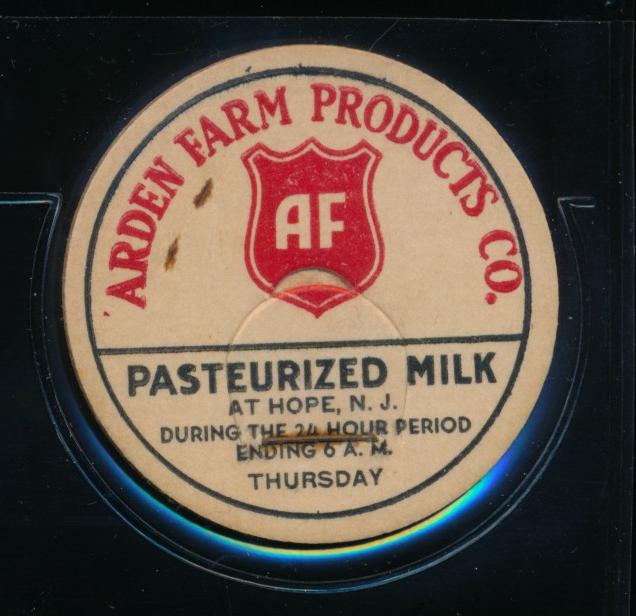 ARDEN FARM PRODUCTS CO.
AF
PASTEURIZED MILK
AT HOPE, N. J.
DURING THE 24 HOUR PERIOD
ENDING 6 A. M.
THURSDAY